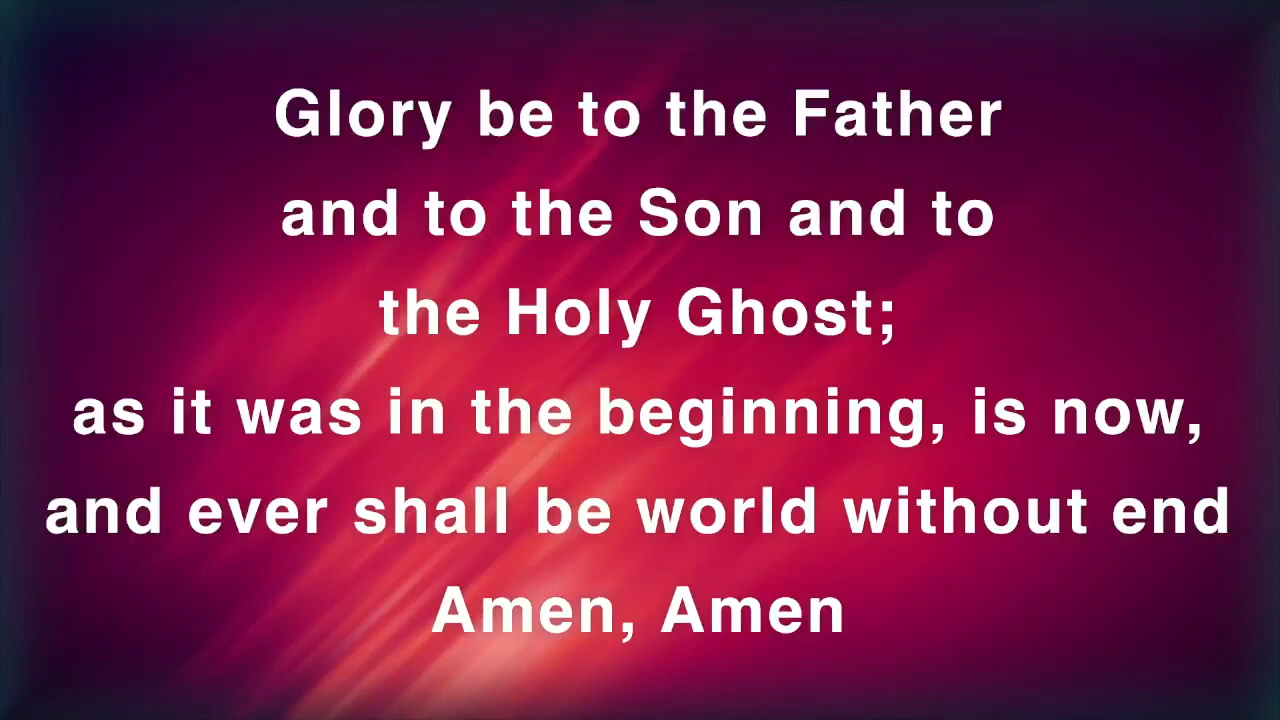 Glory be to the Father
and to the Son and to
the Holy Ghost;
as it was in the beginning, is now,
and ever shall be world without end
Amen, Amen